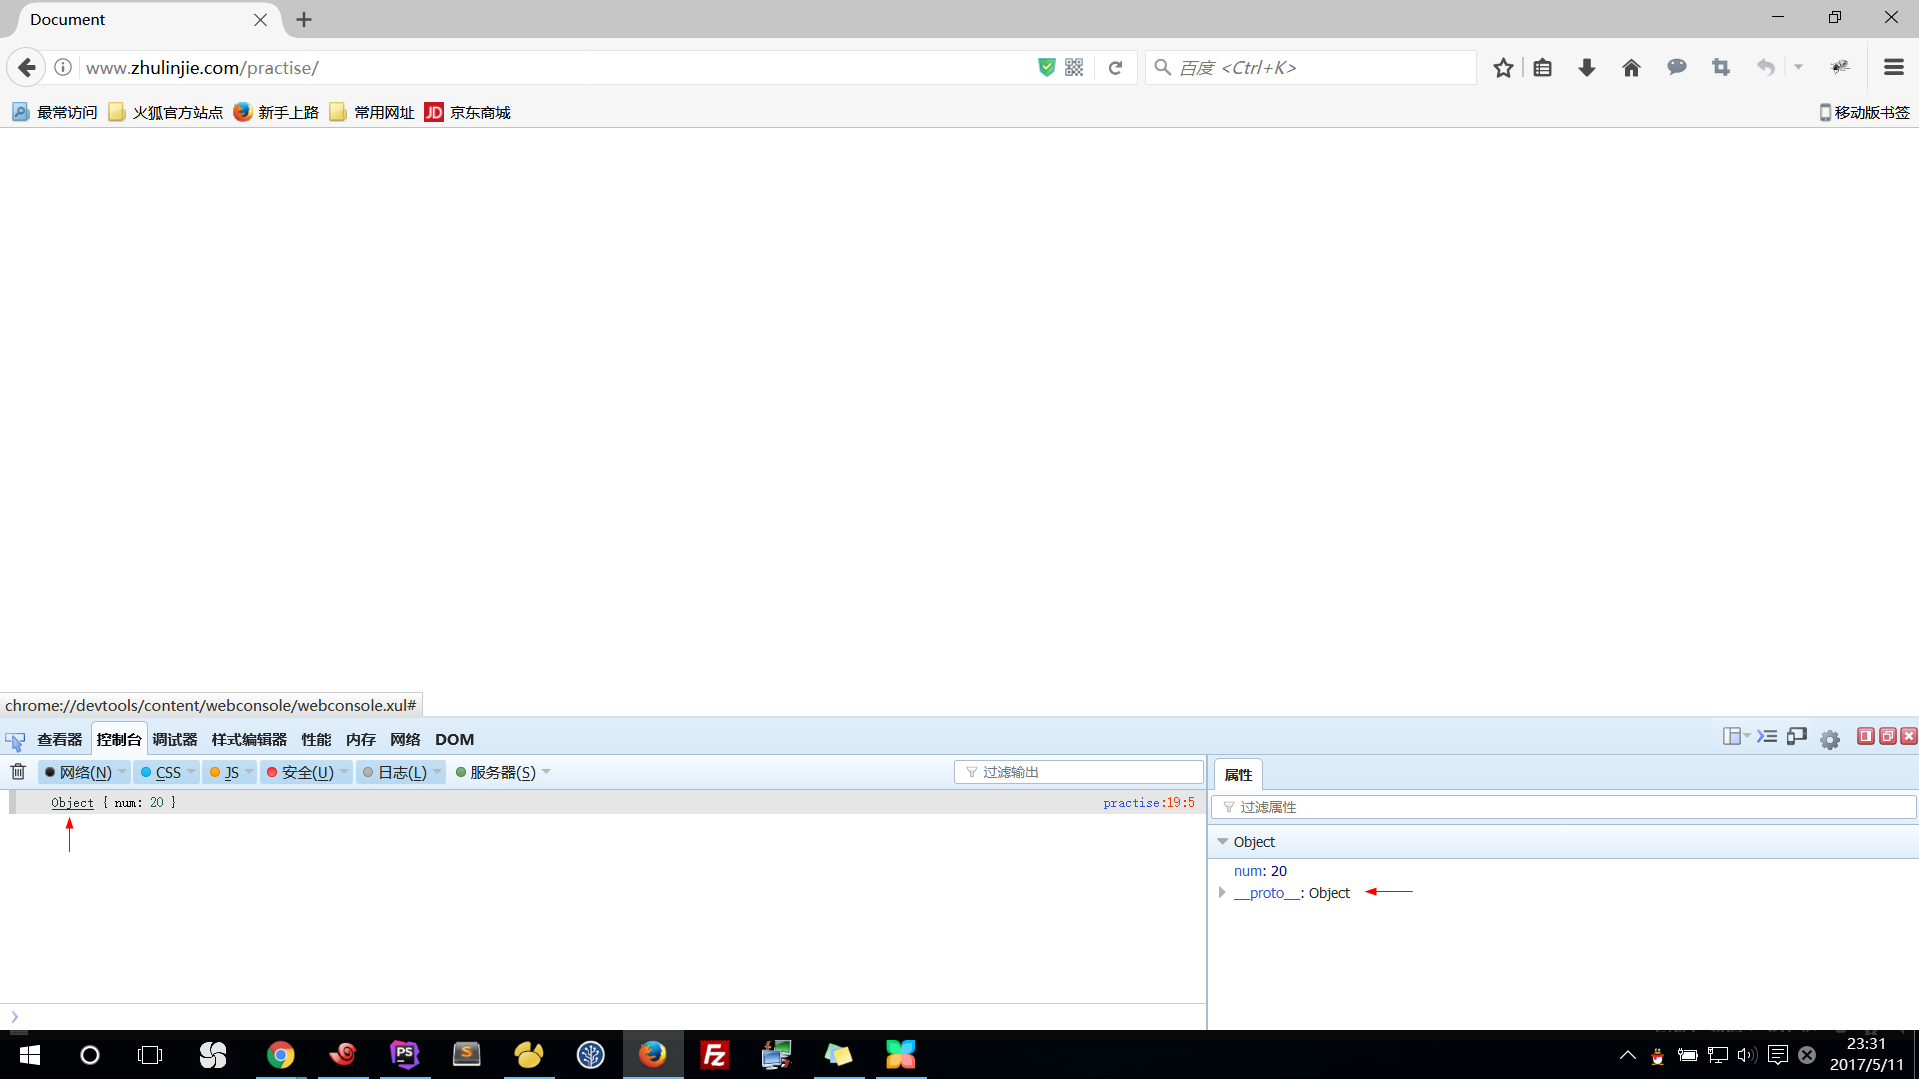 Document
www.zhulinjie.com/practise/
百度 <Ctrl+K>
最常访问 火狐官方站点 新手上路 常用网址 JD 京东商城 移动版书签
chrome://devtools/content/webconsole/webconsole.xul#
查看器 控制台 调试器 样式编辑器 性能 内存 网络 DOM
网络(N) CSS JS 安全(U) 日志(L) 服务器(S) 过滤输出
属性
Object { num: 20 } practise:19:5
过滤属性
Object
num: 20
__proto__: Object
PS
S
Fz
23:31
2017/5/11